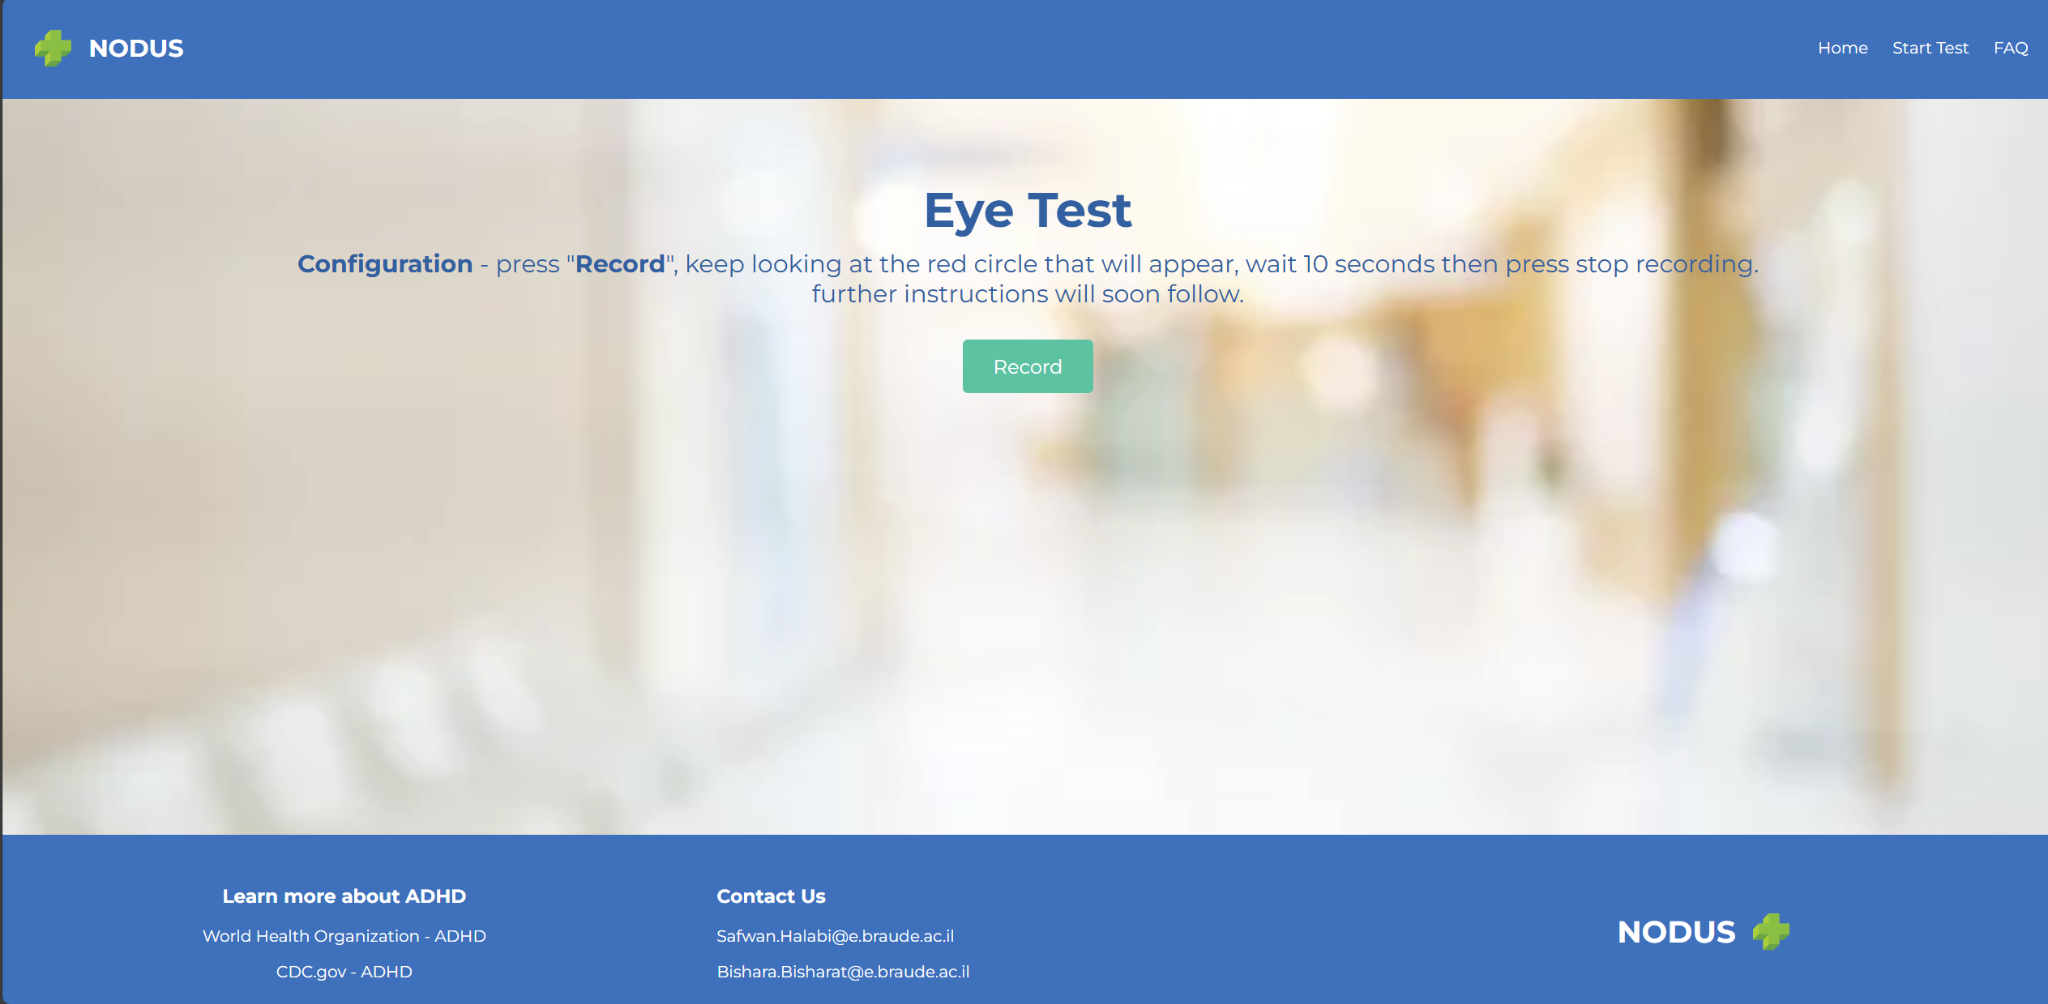 NODUS
Home Start Test FAQ
Eye Test
Configuration - press "Record", keep looking at the red circle that will appear, wait 10 seconds then press stop recording.
further instructions will soon follow.
Record
Learn more about ADHD
World Health Organization - ADHD
CDC.gov - ADHD
Contact Us
Safwan.Halabi@e.braude.ac.il
Bishara.Bisharat@e.braude.ac.il
NODUS